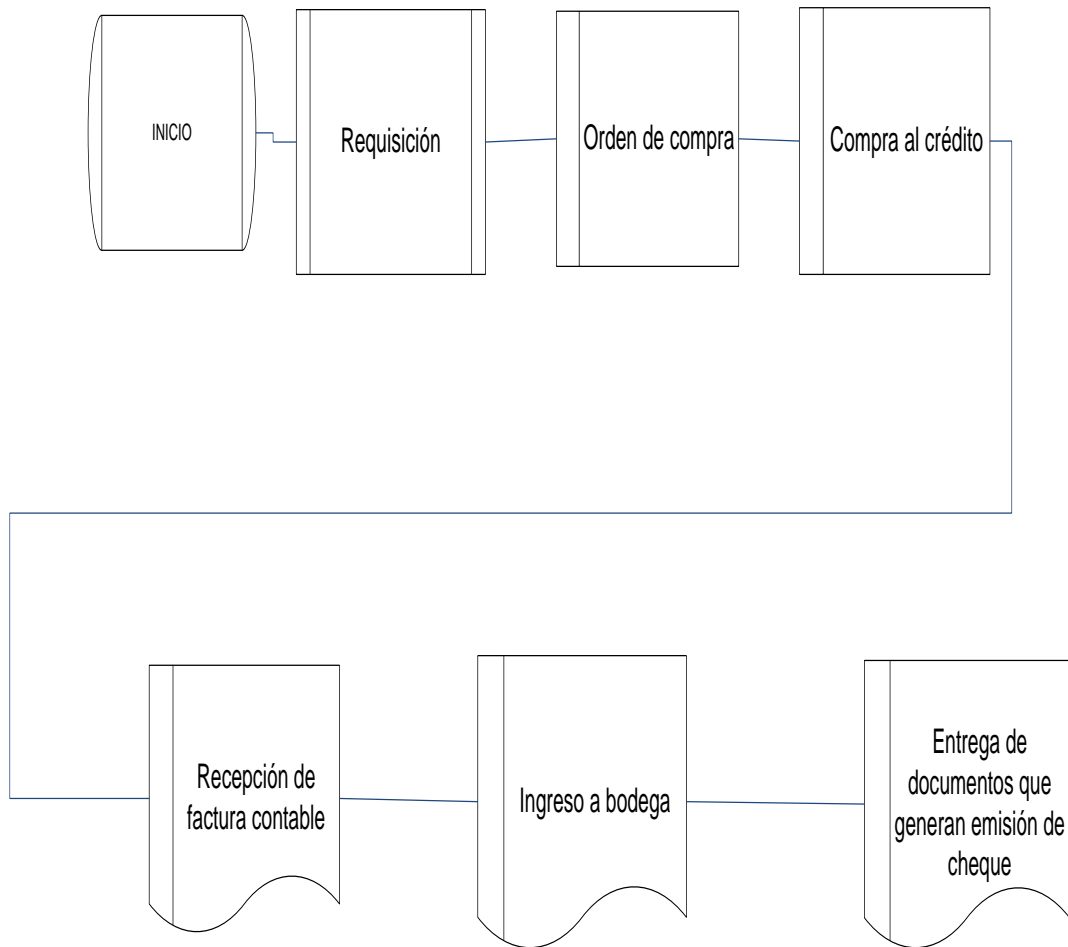 INICIO
Requisición
Orden de compra
Compra al crédito
Recepción de
factura contable
Ingreso a bodega
Entrega de
documentos que
generan emisión de
cheque